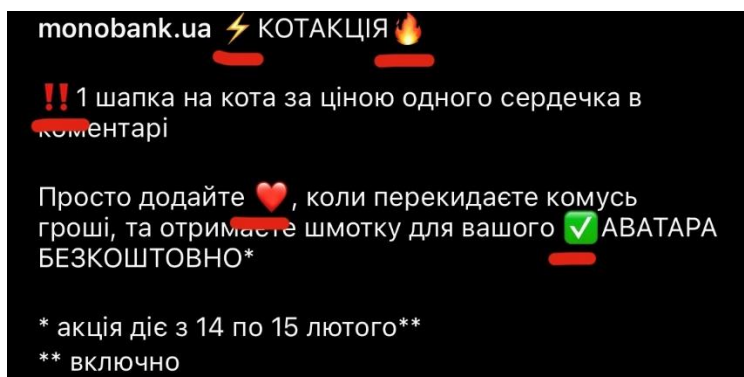 monobank.ua ⚡КОТАКЦІЯ🔥
‼️1 шапка на кота за ціною одного сердечка в
коментарі
Просто додайте ❤️, коли перекидаєте комусь
гроші, та отримаєте шмотку для вашого ✅АВАТАРА
БЕЗКОШТОВНО*
* акція діє з 14 по 15 лютого**
** включно